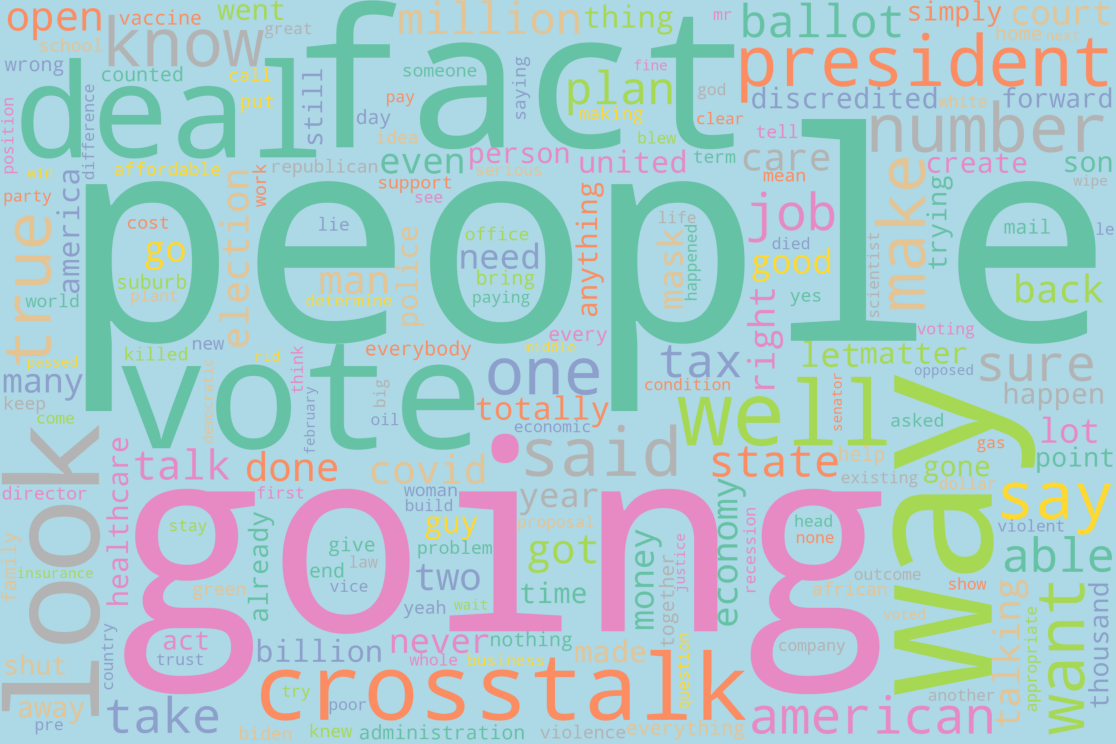 open
vaccine
went
great
million
thing
mr
ballot
simply
court
school
know
home
wrong
counted
call
put
deal
fact
still
someone
saying
fine
plan
making
god
president
discredited
white
forward
position
difference
pay
day
idea
blew
clear
tell
number
win
affordable
republican
even
person
serious
united
term
care
create
son
wipe
party
america
work
support
see
mean
make
trying
true
election
cost
go
suburb
plant
people
lie
man
determine
police
office
need
bring
paying
anything
life
mask
happened
job
died
good
yes
scientist
mail
le
back
world
new
killed
rid
think
everybody
middle
every
right
voting
passed
many
keep
come
vote
february
big
oil
one
totally
economic
tax
condition
let
matter
opposed
sure
happen
senator
well
asked
gas
lot
point
look
healthcare
talk
done
covid
said
state
help
existing
gone
dollar
way
say
director
first
woman
build
year
guy
proposal
going
economy
recession
head
none
violent
able
family
insurance
stay
already
give
law
end
vice
problem
two
got
time
money
together
justice
green
yeah
wait
african
outcome
show
voted
talking
appropriate
want
thousand
country
act
trust
billion
never
nothing
whole
business
made
question
company
shut
away
pre
take
try
poor
crosstalk
another
american
biden
knew
administration
violence
everything